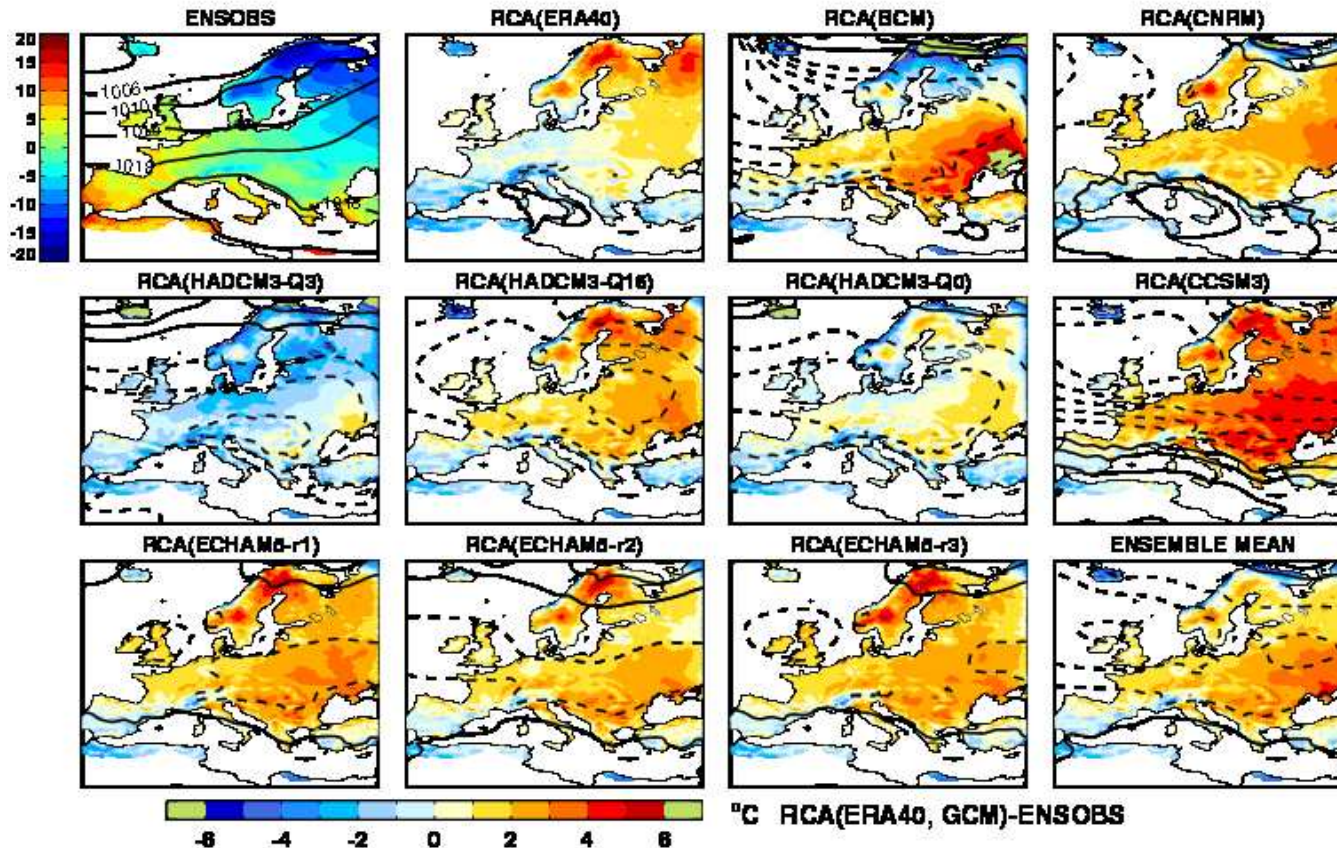 ENSOBS
RCA(ERA40)
RCA(BCM)
RCA(CNRM)
20
15
10
5
0
-5
-10
-15
-20
1006
1010
1018
RCA(HADCM3-Q3)
RCA(HADCM3-Q16)
RCA(HADCM3-Q0)
RCA(CCSM3)
RCA(ECHAM5-r1)
RCA(ECHAM5-r2)
RCA(ECHAM5-r3)
ENSEMBLE MEAN
-6 -4 -2 0 2 4 6
°C RCA(ERA40, GCM)-ENSOBS